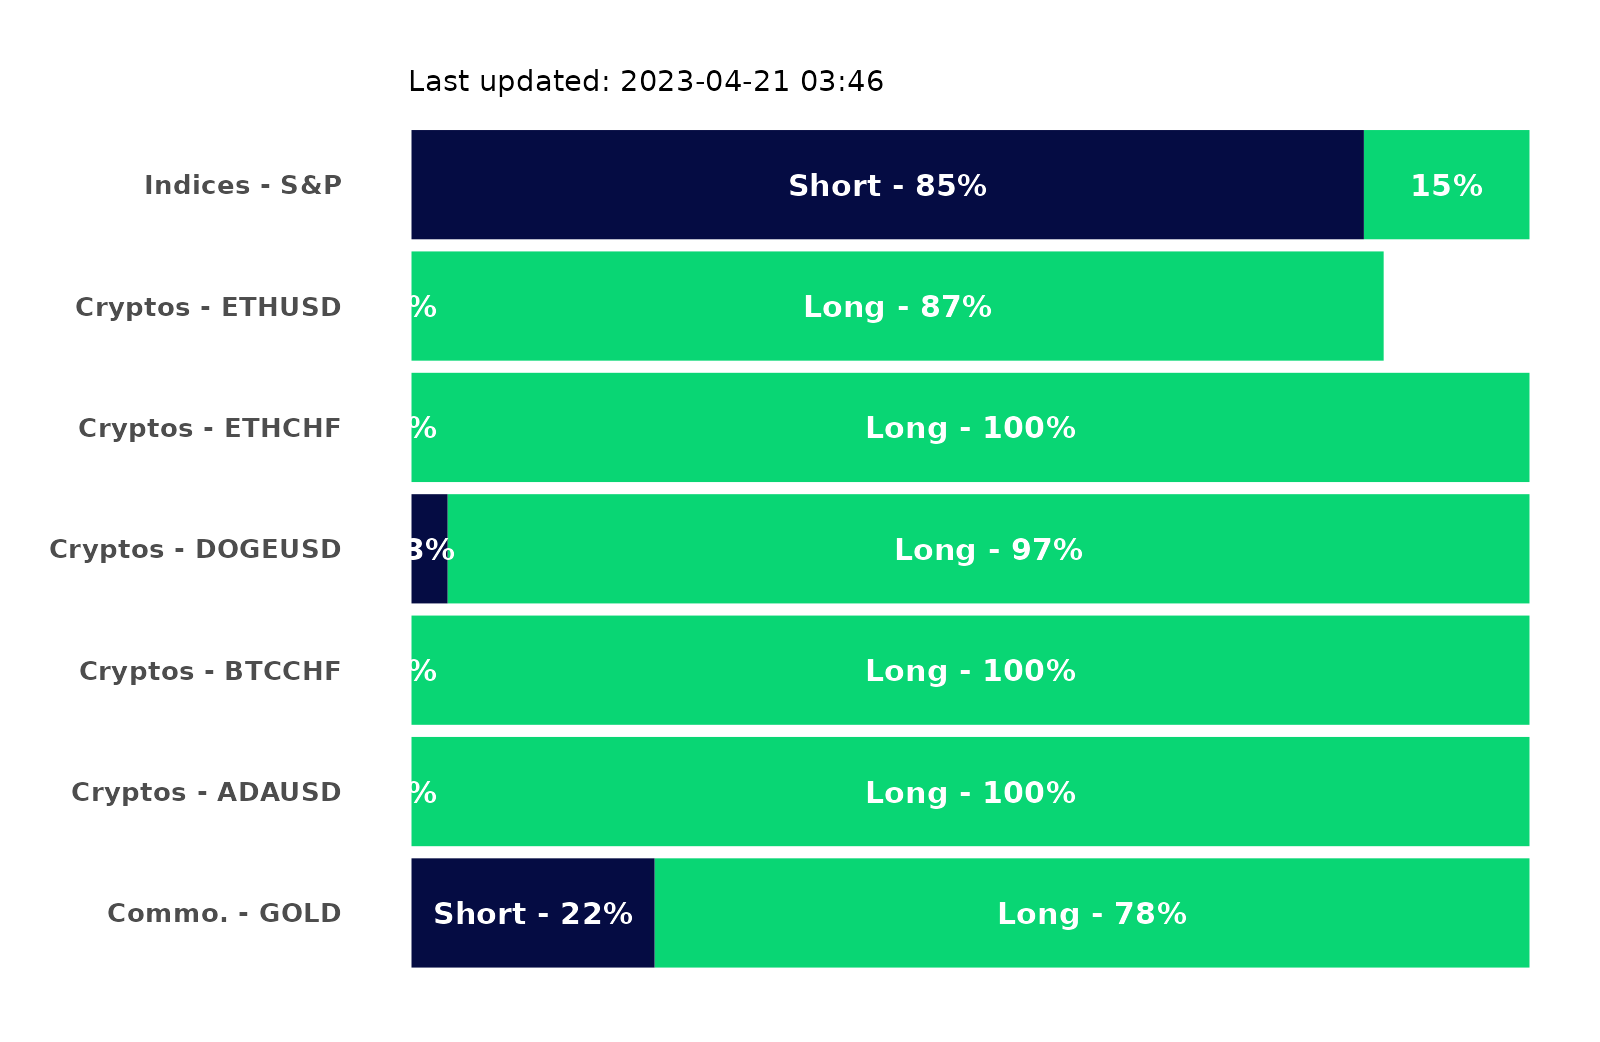 Last updated: 2023-04-21 03:46
Indices - S&P Short - 85% 15%
Cryptos - ETHUSD % Long - 87%
Cryptos - ETHCHF % Long - 100%
Cryptos - DOGEUSD 3% Long - 97%
Cryptos - BTCCHF % Long - 100%
Cryptos - ADAUSD % Long - 100%
Commo. - GOLD Short - 22% Long - 78%